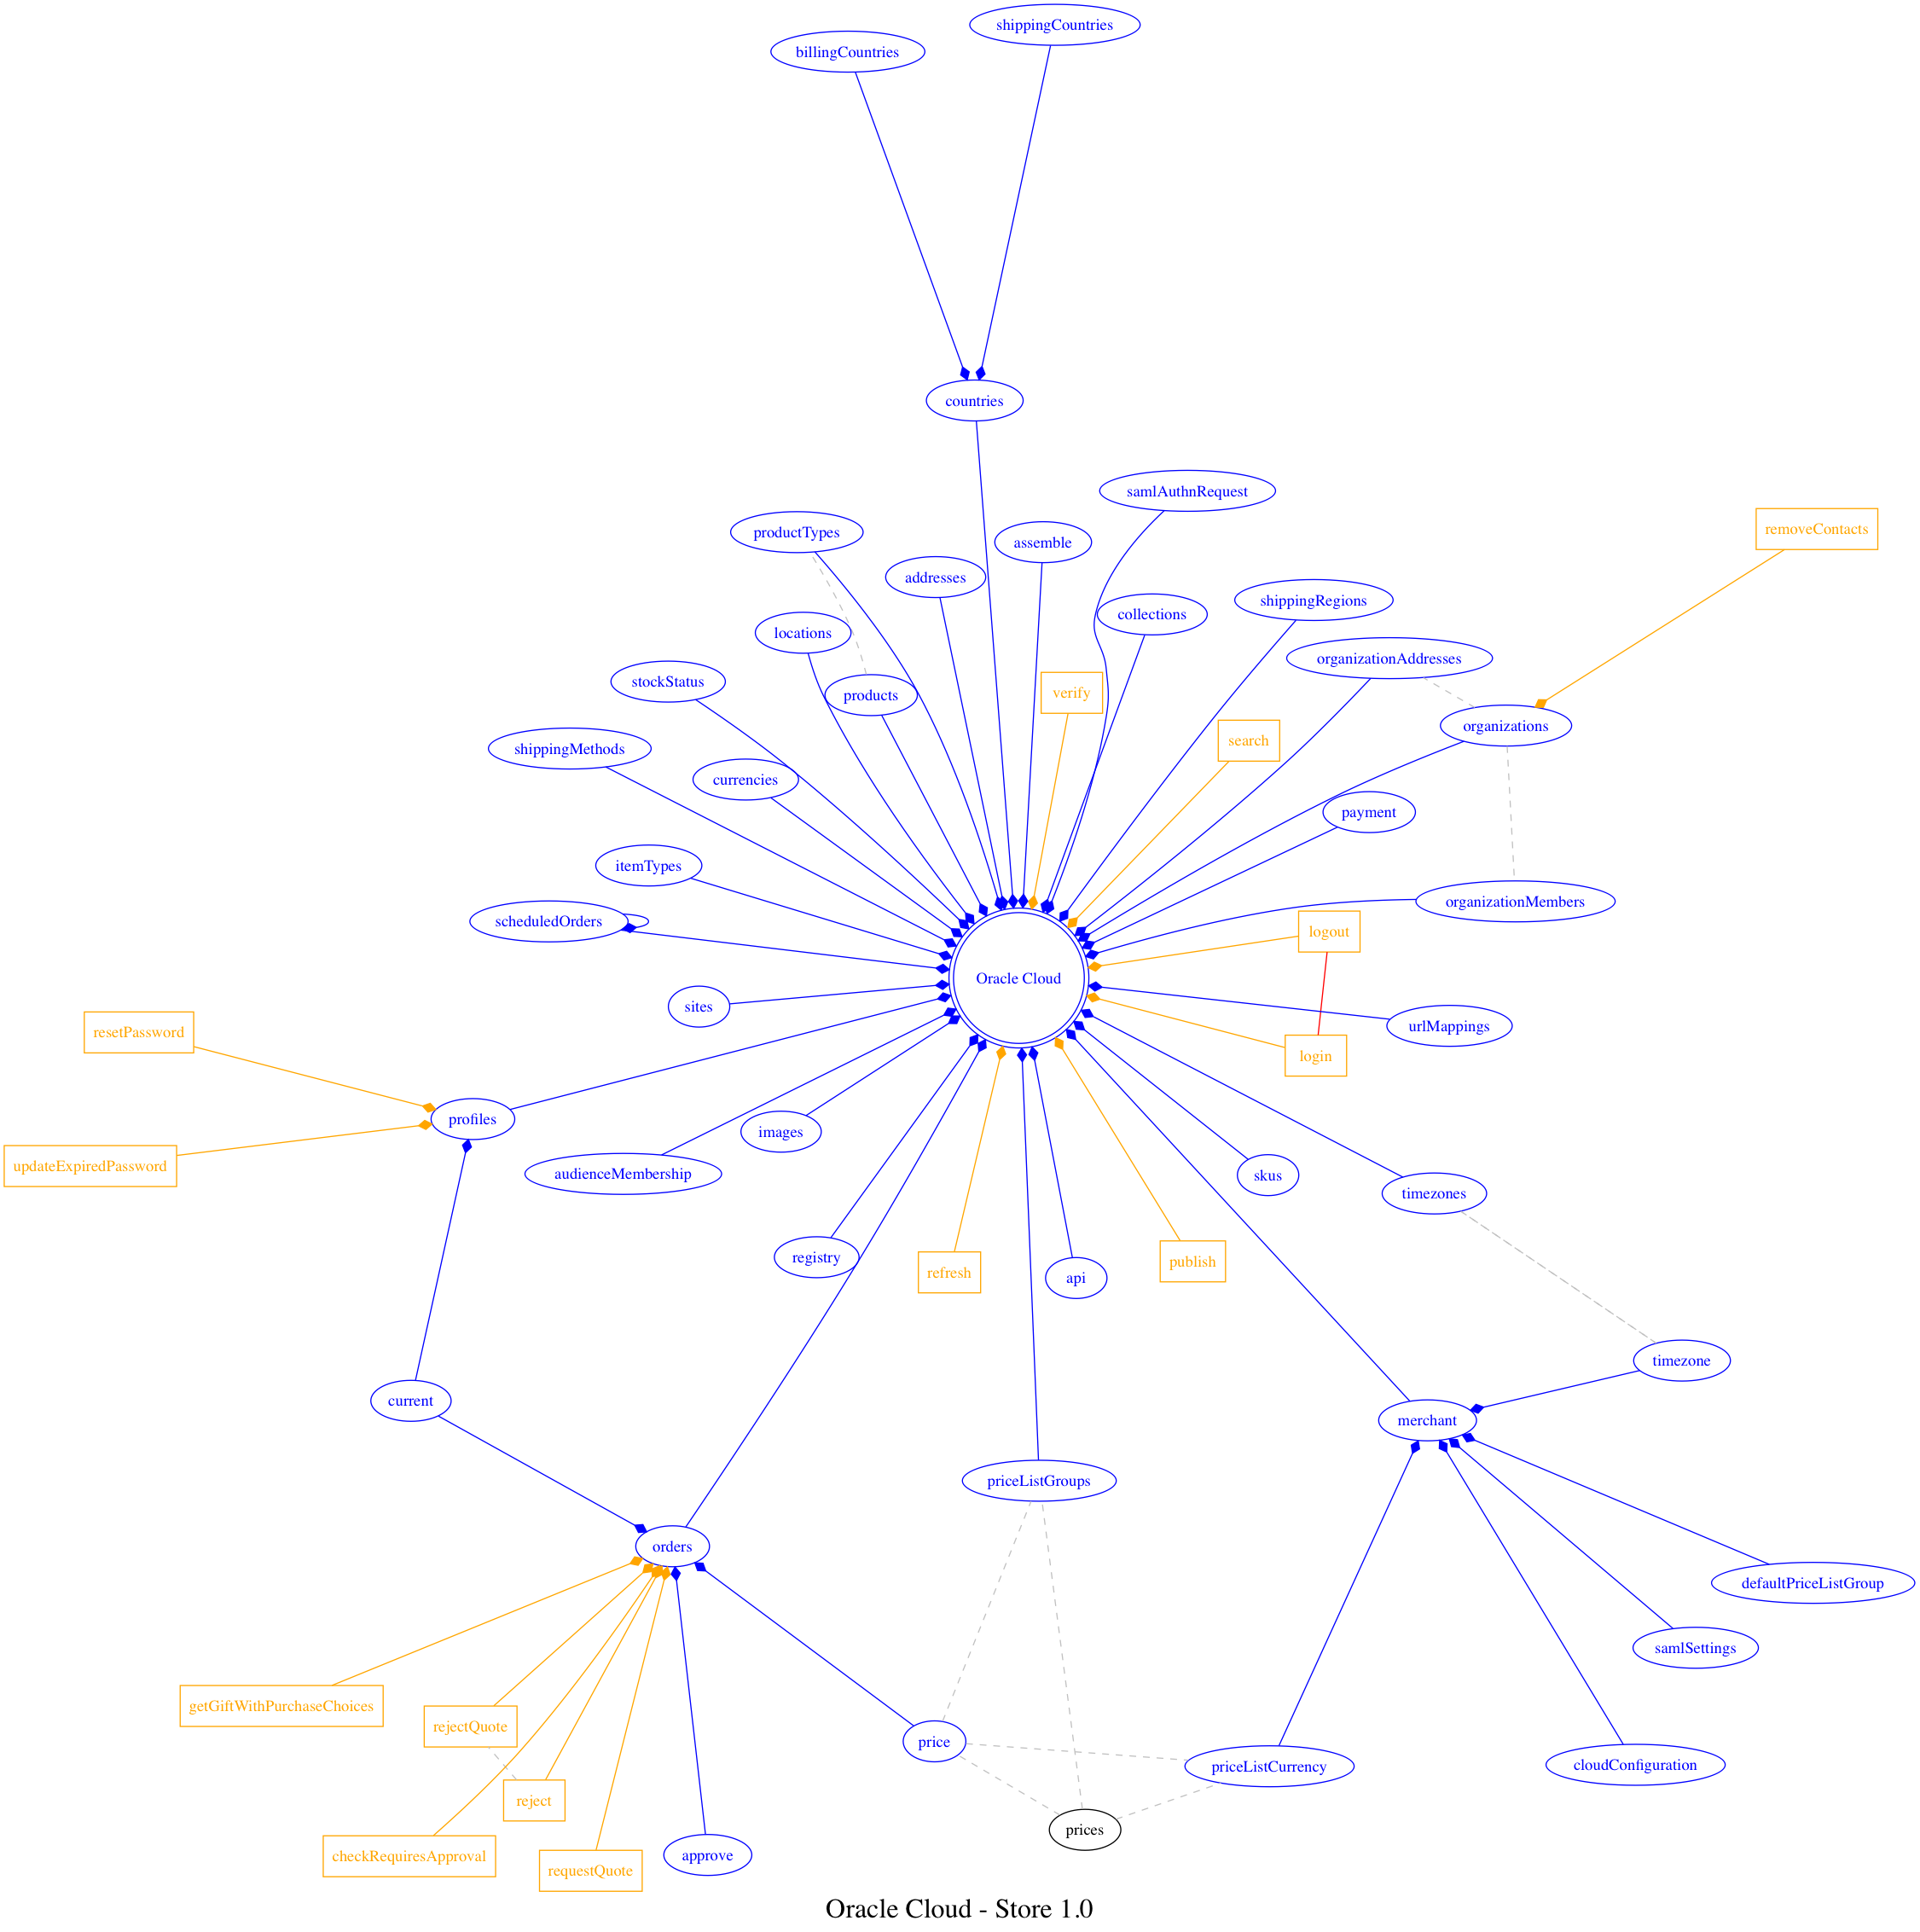 shippingCountries
billingCountries
countries
samlAuthnRequest
removeContacts
productTypes
assemble
addresses
shippingRegions
collections
locations
organizationAddresses
stockStatus
verify
products
organizations
search
shippingMethods
currencies
payment
itemTypes
organizationMembers
scheduledOrders
logout
Oracle Cloud
sites
urlMappings
resetPassword
login
profiles
images
updateExpiredPassword
audienceMembership
skus
timezones
registry
publish
refresh
api
timezone
current
merchant
priceListGroups
orders
defaultPriceListGroup
samlSettings
getGiftWithPurchaseChoices
rejectQuote
price
cloudConfiguration
priceListCurrency
reject
prices
approve
checkRequiresApproval
requestQuote
Oracle Cloud - Store 1.0